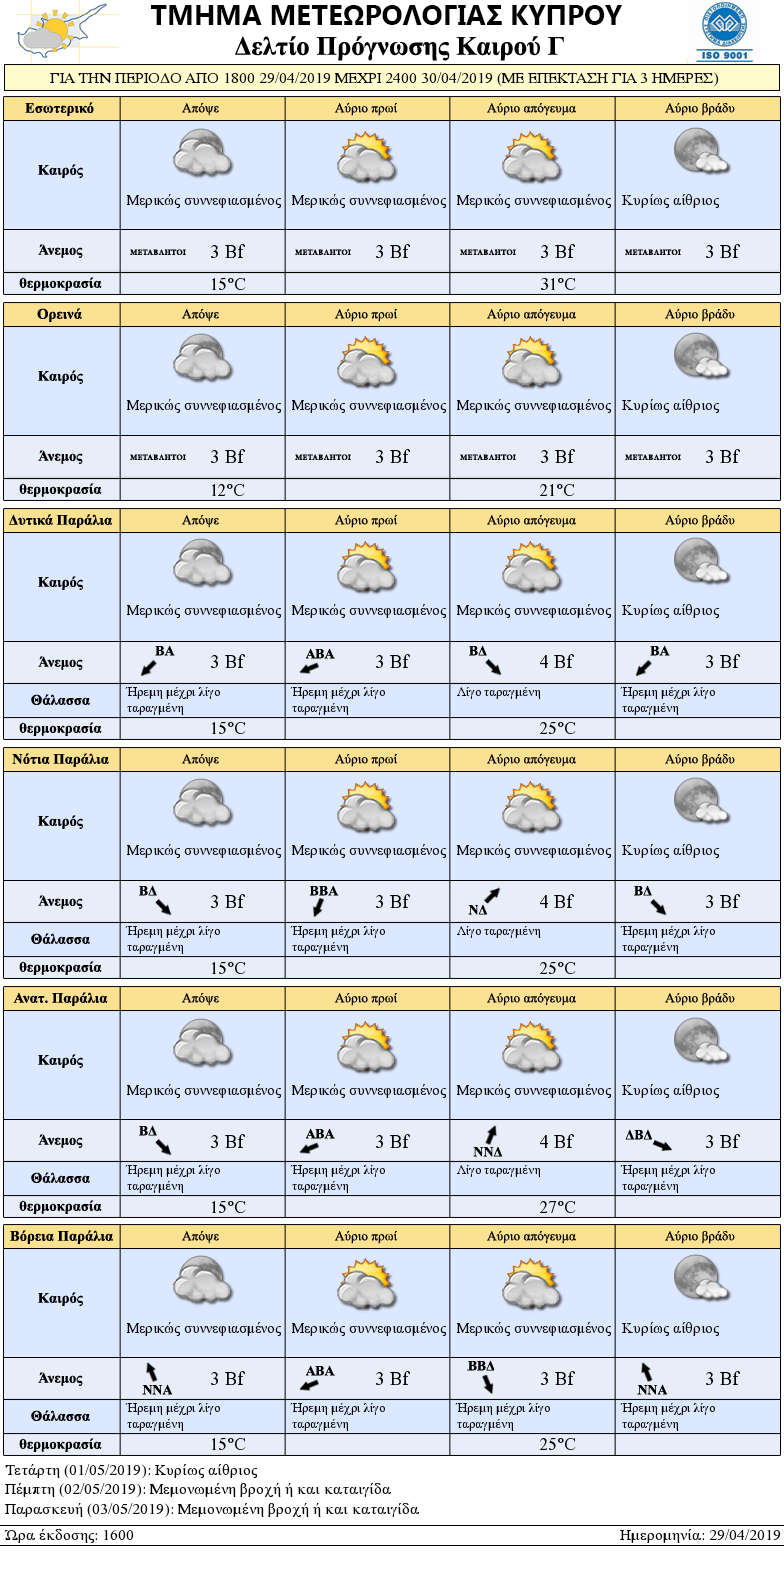 ΤΜΗΜΑ ΜΕΤΕΩΡΟΛΟΓΙΑΣ ΚΥΠΡΟΥ
Δελτίο Πρόγνωσης Καιρού Γ
ISO 9001
ΓΙΑ ΤΗΝ ΠΕΡΙΟΔΟ ΑΠΟ 1800 29/04/2019 ΜΕΧΡΙ 2400 30/04/2019 (ΜΕ ΕΠΕΚΤΑΣΗ ΓΙΑ 3 ΗΜΕΡΕΣ)
Εσωτερικό Απόψε Αύριο πρωί Αύριο απόγευμα Αύριο βράδυ
Καιρός
Μερικώς συννεφιασμένος Μερικώς συννεφιασμένος Μερικώς συννεφιασμένος Κυρίως αίθριος
Άνεμος ΜΕΤΑΒΛΗΤΟΙ 3 Bf ΜΕΤΑΒΛΗΤΟΙ 3 Bf ΜΕΤΑΒΛΗΤΟΙ 3 Bf ΜΕΤΑΒΛΗΤΟΙ 3 Bf
θερμοκρασία 15°C 31°C
Ορεινά Απόψε Αύριο πρωί Αύριο απόγευμα Αύριο βράδυ
Καιρός
Μερικώς συννεφιασμένος Μερικώς συννεφιασμένος Μερικώς συννεφιασμένος Κυρίως αίθριος
Άνεμος ΜΕΤΑΒΛΗΤΟΙ 3 Bf ΜΕΤΑΒΛΗΤΟΙ 3 Bf ΜΕΤΑΒΛΗΤΟΙ 3 Bf ΜΕΤΑΒΛΗΤΟΙ 3 Bf
θερμοκρασία 12°C 21°C
Δυτικά Παράλια Απόψε Αύριο πρωί Αύριο απόγευμα Αύριο βράδυ
Καιρός
Μερικώς συννεφιασμένος Μερικώς συννεφιασμένος Μερικώς συννεφιασμένος Κυρίως αίθριος
Άνεμος ΒΑ 3 Bf ΑΒΑ 3 Bf ΒΔ 4 Bf ΒΑ 3 Bf
Θάλασσα Ήρεμη μέχρι λίγο ταραγμένη Ήρεμη μέχρι λίγο ταραγμένη Λίγο ταραγμένη Ήρεμη μέχρι λίγο ταραγμένη
θερμοκρασία 15°C 25°C
Νότια Παράλια Απόψε Αύριο πρωί Αύριο απόγευμα Αύριο βράδυ
Καιρός
Μερικώς συννεφιασμένος Μερικώς συννεφιασμένος Μερικώς συννεφιασμένος Κυρίως αίθριος
Άνεμος ΒΔ 3 Bf ΒΒΑ 3 Bf ΝΔ 4 Bf ΒΔ 3 Bf
Θάλασσα Ήρεμη μέχρι λίγο ταραγμένη Ήρεμη μέχρι λίγο ταραγμένη Λίγο ταραγμένη Ήρεμη μέχρι λίγο ταραγμένη
θερμοκρασία 15°C 25°C
Ανατ. Παράλια Απόψε Αύριο πρωί Αύριο απόγευμα Αύριο βράδυ
Καιρός
Μερικώς συννεφιασμένος Μερικώς συννεφιασμένος Μερικώς συννεφιασμένος Κυρίως αίθριος
Άνεμος ΒΔ 3 Bf ΑΒΑ 3 Bf ΝΝΔ 4 Bf ΔΒΔ 3 Bf
Θάλασσα Ήρεμη μέχρι λίγο ταραγμένη Ήρεμη μέχρι λίγο ταραγμένη Λίγο ταραγμένη Ήρεμη μέχρι λίγο ταραγμένη
θερμοκρασία 15°C 27°C
Βόρεια Παράλια Απόψε Αύριο πρωί Αύριο απόγευμα Αύριο βράδυ
Καιρός
Μερικώς συννεφιασμένος Μερικώς συννεφιασμένος Μερικώς συννεφιασμένος Κυρίως αίθριος
Άνεμος ΝΝΑ 3 Bf ΑΒΑ 3 Bf ΒΒΔ 3 Bf ΝΝΑ 3 Bf
Θάλασσα Ήρεμη μέχρι λίγο ταραγμένη Ήρεμη μέχρι λίγο ταραγμένη Ήρεμη μέχρι λίγο ταραγμένη Ήρεμη μέχρι λίγο ταραγμένη
θερμοκρασία 15°C 25°C
Τετάρτη (01/05/2019): Κυρίως αίθριος
Πέμπτη (02/05/2019): Μεμονωμένη βροχή ή και καταιγίδα
Παρασκευή (03/05/2019): Μεμονωμένη βροχή ή και καταιγίδα
Ώρα έκδοσης: 1600 Ημερομηνία: 29/04/2019